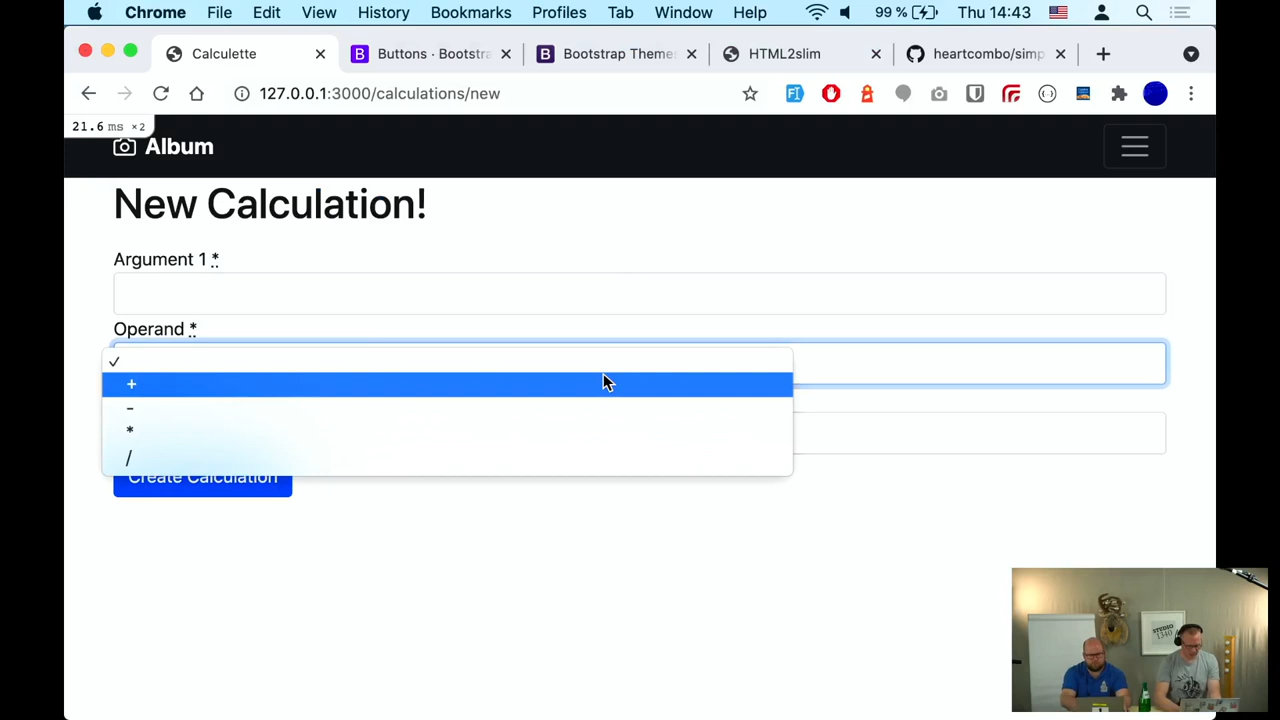 Chrome File Edit View History Bookmarks Profiles Tab Window Help 99 % Thu 14:43
Calculette Buttons · Bootstra Bootstrap Theme HTML2slim heartcombo/simp
127.0.0.1:3000/calculations/new
21.6 ms ×2
Album
New Calculation!
Argument 1 *
Operand *
✓
+
-
*
/
Create Calculation
STUDIO
1340